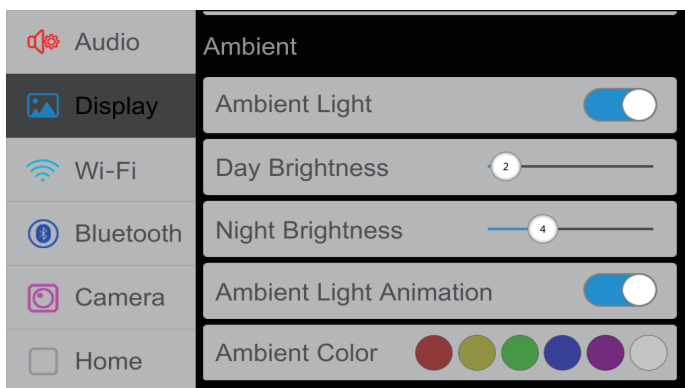 Audio
Display
Wi-Fi
Bluetooth
Camera
Home
Ambient
Ambient Light
Day Brightness 2
Night Brightness 4
Ambient Light Animation
Ambient Color